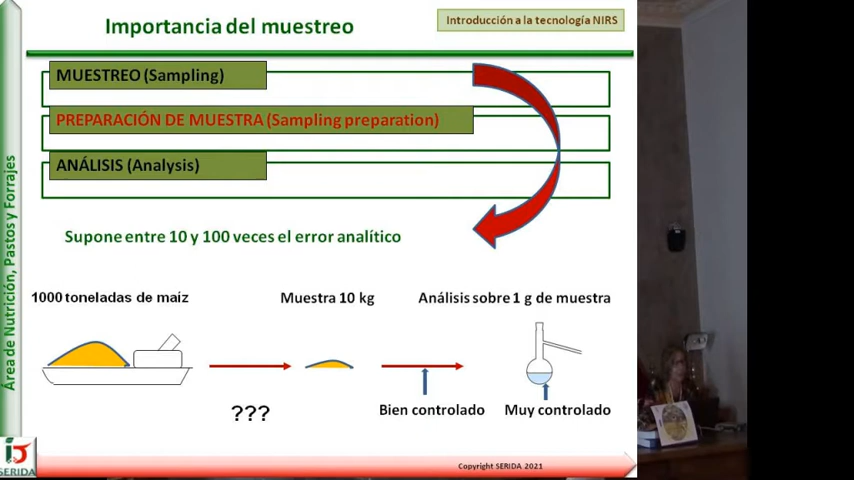 Importancia del muestreo
Introducción a la tecnología NIRS
MUESTREO (Sampling)
PREPARACIÓN DE MUESTRA (Sampling preparation)
ANÁLISIS (Analysis)
Supone entre 10 y 100 veces el error analítico
1000 toneladas de maíz
Muestra 10 kg
Análisis sobre 1 g de muestra
???
Bien controlado
Muy controlado
Área de Nutrición, Pastos y Forrajes
SERIDA
Copyright SERIDA 2021